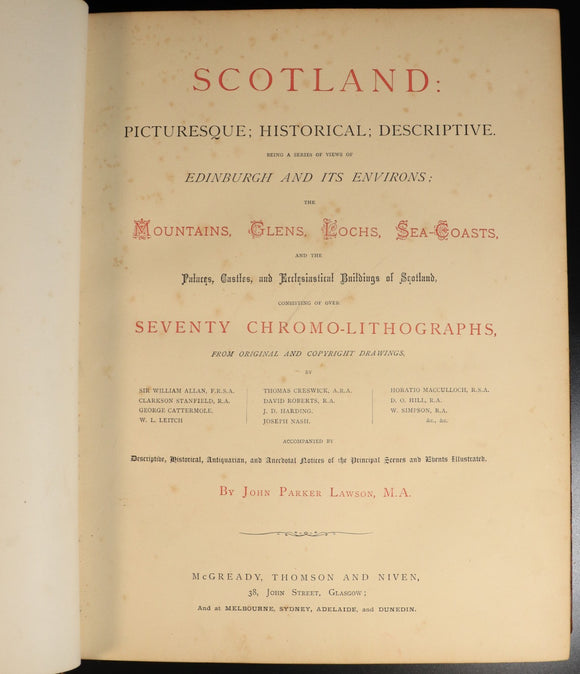 SCOTLAND:
PICTURESQUE; HISTORICAL; DESCRIPTIVE.
BEING A SERIES OF VIEWS OF
EDINBURGH AND ITS ENVIRONS:
THE
MOUNTAINS, GLENS, LOCHS, SEA-COASTS,
AND THE
Palaces, Castles, and Ecclesiastical Buildings of Scotland,
CONSISTING OF OVER
SEVENTY CHROMO-LITHOGRAPHS,
FROM ORIGINAL AND COPYRIGHT DRAWINGS,
BY
SIR WILLIAM ALLAN, P.R.S.A.
CLARKSON STANFIELD, R.A.
GEORGE CATTERMOLE.
W. L. LEITCH
THOMAS CRESWICK, A.R.A.
DAVID ROBERTS, R.A.
J. D. HARDING.
JOSEPH NASH.
HORATIO MACCULLOCH, R.S.A.
D. O. HILL, R.A.
W. SIMPSON, R.A.
&c., &c.
ACCOMPANIED BY
Descriptive, Historical, Antiquarian, and Anecdotal Notices of the Principal Scenes and Events Illustrated.
BY JOHN PARKER LAWSON, M.A.
MCGREADY, THOMSON AND NIVEN,
38, JOHN STREET, GLASGOW;
And at MELBOURNE, SYDNEY, ADELAIDE, and DUNEDIN.